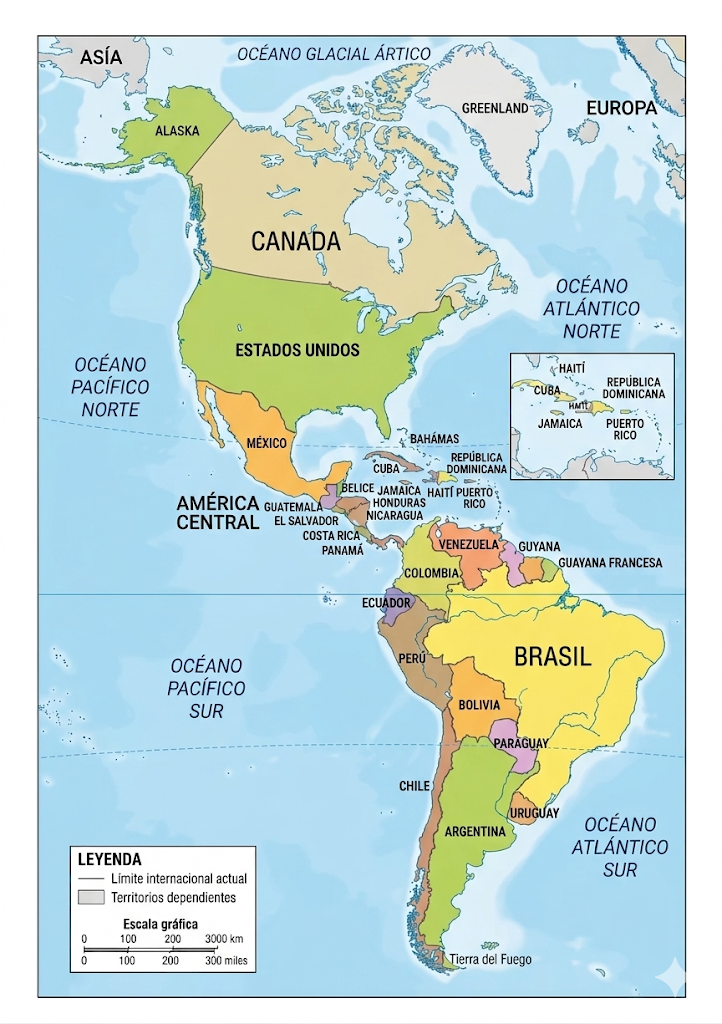 ASÍA
OCÉANO GLACIAL ÁRTICO
GREENLAND
EUROPA
ALASKA
CANADA
OCÉANO
ATLÁNTICO
NORTE
ESTADOS UNIDOS
OCÉANO
PACÍFICO
NORTE
HAITÍ
CUBA
REPÚBLICA
DOMINICANA
HAITÍ
JAMAICA
PUERTO
RICO
MÉXICO
BAHÁMAS
CUBA
REPÚBLICA
DOMINICANA
BELICE
JAMAICA
HAITÍ
PUERTO
RICO
AMÉRICA
CENTRAL
GUATEMALA
HONDURAS
EL SALVADOR
NICARAGUA
COSTA RICA
PANAMÁ
VENEZUELA
GUYANA
GUAYANA FRANCESA
COLOMBIA
ECUADOR
PERÚ
BRASIL
OCÉANO
PACÍFICO
SUR
BOLIVIA
PARAGUAY
CHILE
URUGUAY
ARGENTINA
OCÉANO
ATLÁNTICO
SUR
LEYENDA
Límite internacional actual
Territorios dependientes
Escala gráfica
0 100 200 3000 km
0 100 200 300 miles
Tierra del Fuego